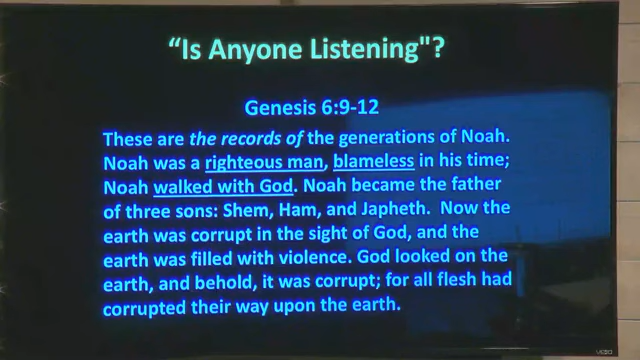 “Is Anyone Listening"?
Genesis 6:9-12
These are the records of the generations of Noah.
Noah was a righteous man, blameless in his time;
Noah walked with God. Noah became the father
of three sons: Shem, Ham, and Japheth.  Now the
earth was corrupt in the sight of God, and the
earth was filled with violence. God looked on the
earth, and behold, it was corrupt; for all flesh had
corrupted their way upon the earth.
VIZIO